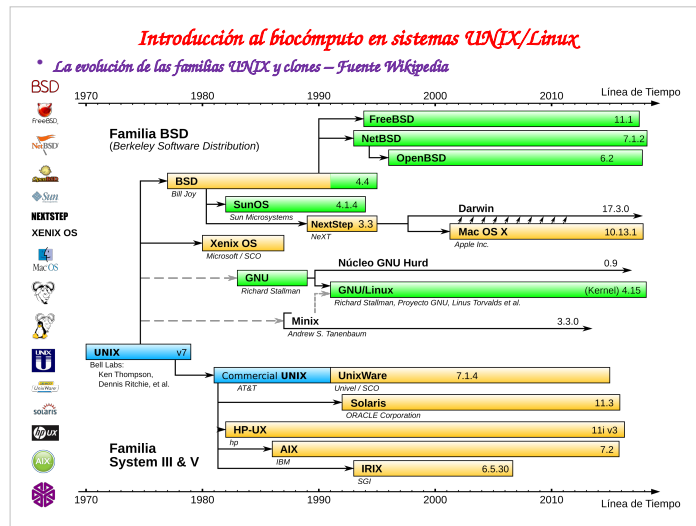 Introducción al biocómputo en sistemas UNIX/Linux
• La evolución de las familias UNIX y clones – Fuente Wikipedia
BSD
FreeBSD
NetBSD
Sun
NEXTSTEP
XENIX OS
Mac OS
UNIX
UnixWare
solaris
hp ux
AIX
Línea de Tiempo
1970 1980 1990 2000 2010
Familia BSD
(Berkeley Software Distribution)
FreeBSD 11.1
NetBSD 7.1.2
OpenBSD 6.2
BSD 4.4
Bill Joy
SunOS 4.1.4
Sun Microsystems
NextStep 3.3
NeXT
Darwin 17.3.0
Mac OS X 10.13.1
Apple Inc.
Xenix OS
Microsoft / SCO
Núcleo GNU Hurd 0.9
GNU
Richard Stallman
GNU/Linux (Kernel) 4.15
Richard Stallman, Proyecto GNU, Linus Torvalds et al.
Minix 3.3.0
Andrew S. Tanenbaum
UNIX v7
Bell Labs:
Ken Thompson,
Dennis Ritchie, et al.
Commercial UNIX
AT&T
UnixWare 7.1.4
Univel / SCO
Solaris 11.3
ORACLE Corporation
HP-UX 11i v3
hp
AIX 7.2
IBM
IRIX 6.5.30
SGI
Familia
System III & V
1970 1980 1990 2000 2010
Línea de Tiempo